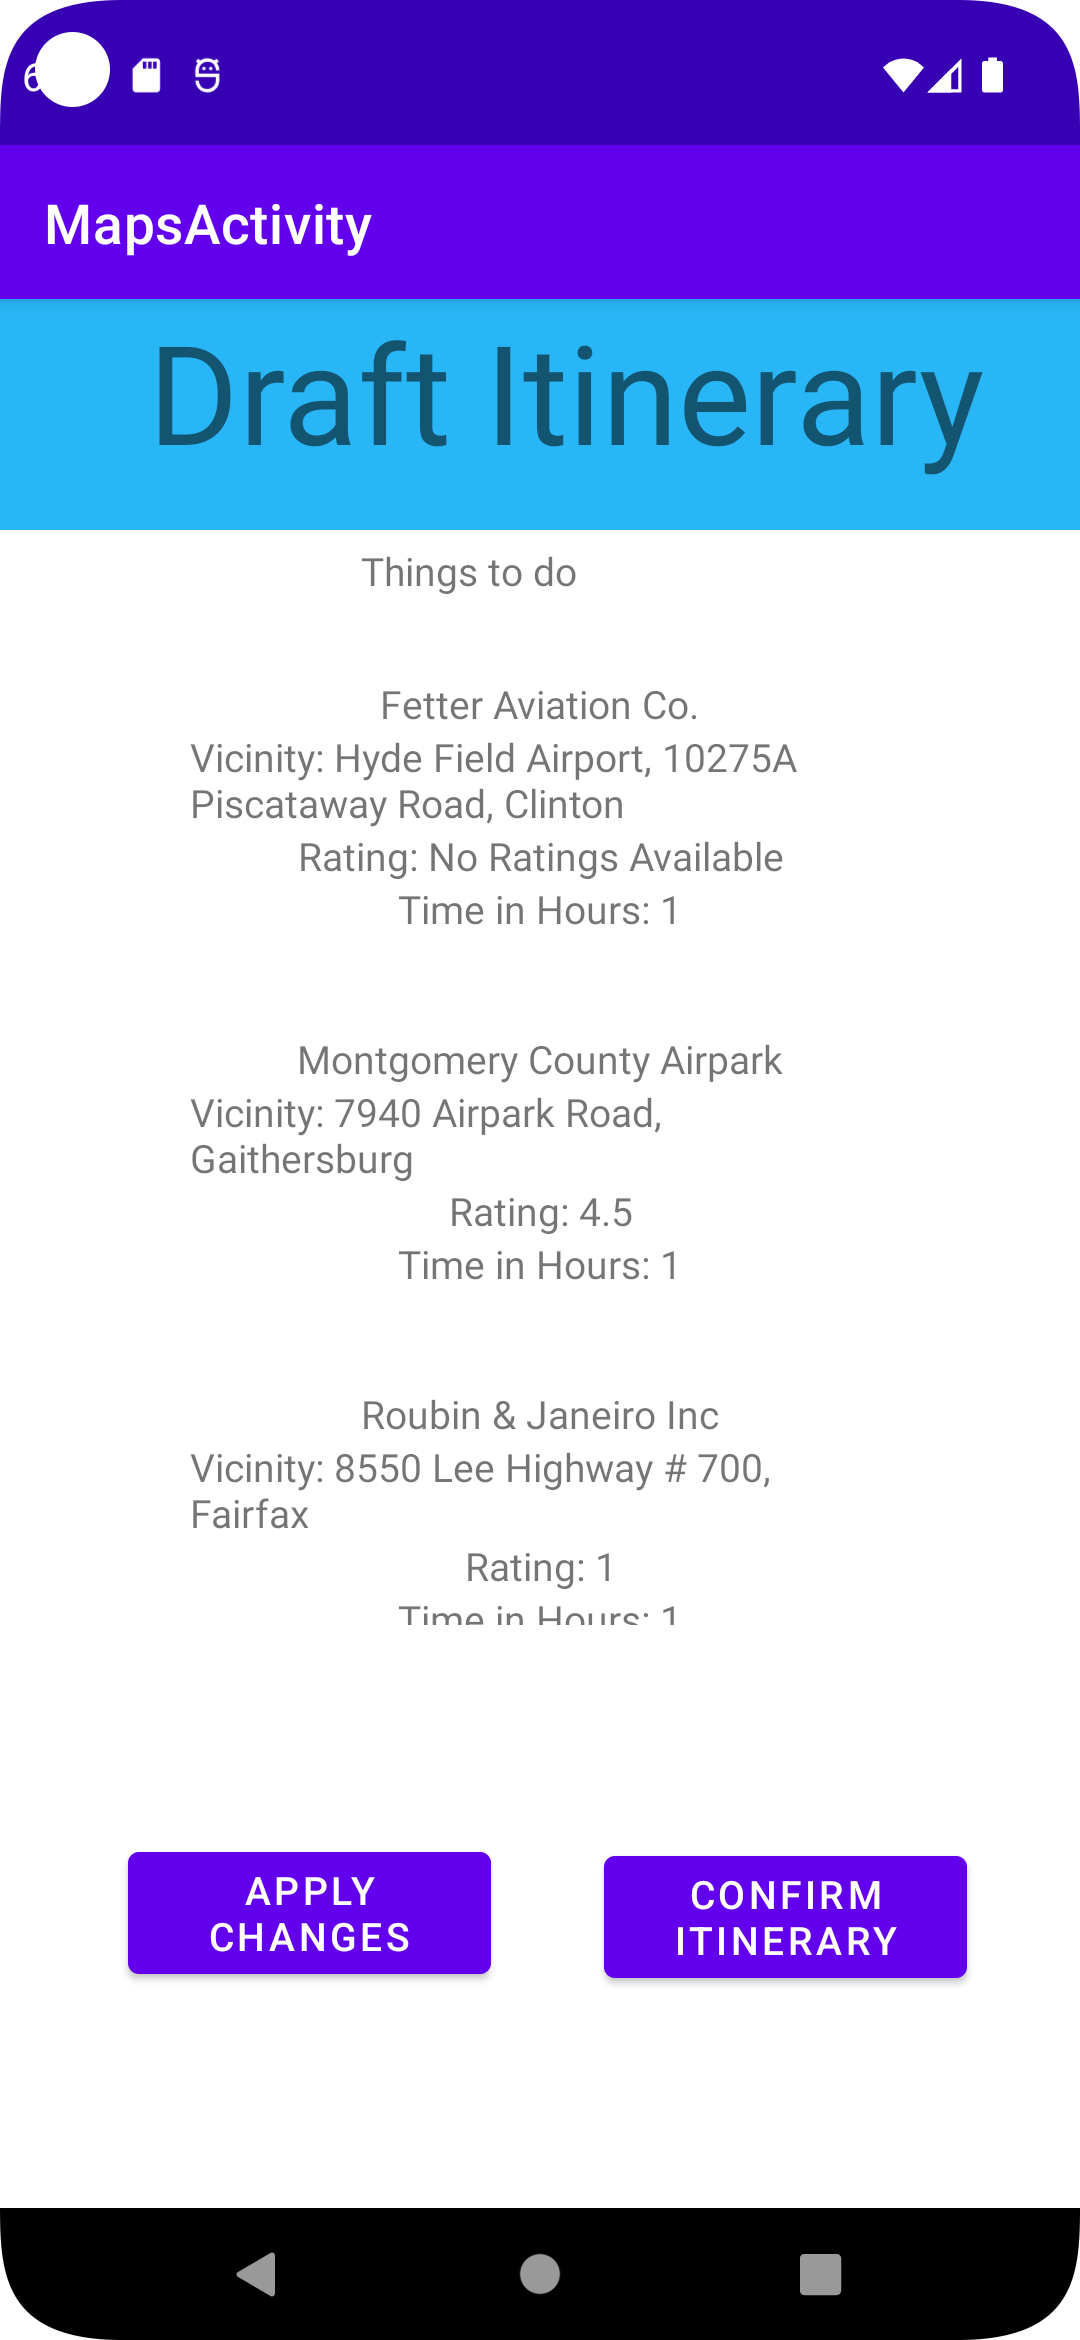 MapsActivity
Draft Itinerary
Things to do
Fetter Aviation Co.
Vicinity: Hyde Field Airport, 10275A
Piscataway Road, Clinton
Rating: No Ratings Available
Time in Hours: 1
Montgomery County Airpark
Vicinity: 7940 Airpark Road,
Gaithersburg
Rating: 4.5
Time in Hours: 1
Roubin & Janeiro Inc
Vicinity: 8550 Lee Highway # 700,
Fairfax
Rating: 1
Time in Hours: 1
APPLY
CHANGES
CONFIRM
ITINERARY